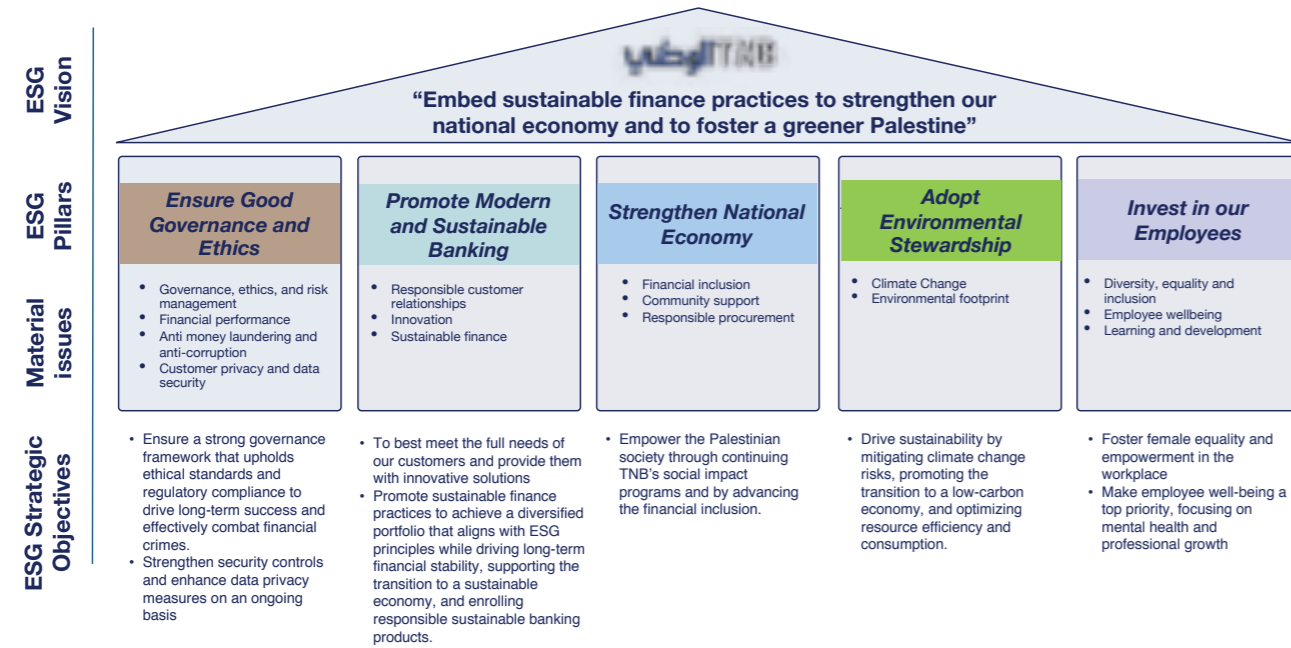 الوطني TNB
“Embed sustainable finance practices to strengthen our
national economy and to foster a greener Palestine”
ESG
Vision
ESG
Pillars
Ensure Good
Governance and
Ethics
Promote Modern
and Sustainable
Banking
Strengthen National
Economy
Adopt
Environmental
Stewardship
Invest in our
Employees
Material
issues
• Governance, ethics, and risk
management
• Financial performance
• Anti money laundering and
anti-corruption
• Customer privacy and data
security
• Responsible customer
relationships
• Innovation
• Sustainable finance
• Financial inclusion
• Community support
• Responsible procurement
• Climate Change
• Environmental footprint
• Diversity, equality and
inclusion
• Employee wellbeing
• Learning and development
ESG Strategic
Objectives
• Ensure a strong governance
framework that upholds
ethical standards and
regulatory compliance to
drive long-term success and
effectively combat financial
crimes.
• Strengthen security controls
and enhance data privacy
measures on an ongoing
basis
• To best meet the full needs of
our customers and provide them
with innovative solutions
• Promote sustainable finance
practices to achieve a diversified
portfolio that aligns with ESG
principles while driving long-term
financial stability, supporting the
transition to a sustainable
economy, and enrolling
responsible sustainable banking
products.
• Empower the Palestinian
society through continuing
TNB’s social impact
programs and by advancing
the financial inclusion.
• Drive sustainability by
mitigating climate change
risks, promoting the
transition to a low-carbon
economy, and optimizing
resource efficiency and
consumption.
• Foster female equality and
empowerment in the
workplace
• Make employee well-being a
top priority, focusing on
mental health and
professional growth